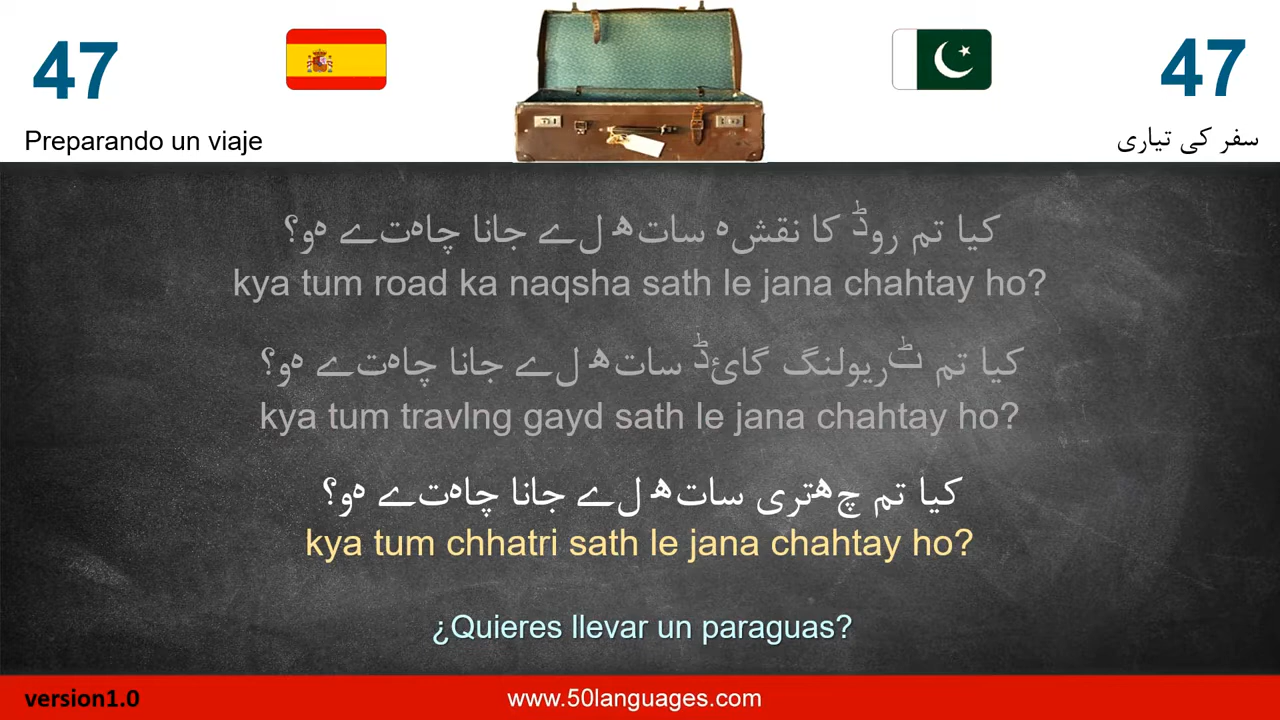 47
47
Preparando un viaje
سفر کی تیاری
کیا تم روڈ کا نقشہ ساتھ لے جانا چاہتے ہو؟
kya tum road ka naqsha sath le jana chahtay ho?
کیا تم ٹریولنگ گائڈ ساتھ لے جانا چاہتے ہو؟
kya tum travlng gayd sath le jana chahtay ho?
کیا تم چھتری ساتھ لے جانا چاہتے ہو؟
kya tum chhatri sath le jana chahtay ho?
¿Quieres llevar un paraguas?
version1.0
www.50languages.com